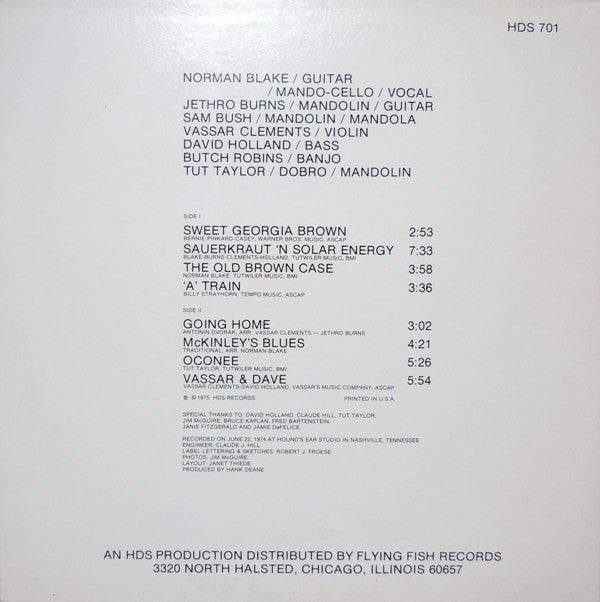 HDS 701
NORMAN BLAKE / GUITAR
/ MANDO-CELLO / VOCAL
JETHRO BURNS / MANDOLIN / GUITAR
SAM BUSH / MANDOLIN / MANDOLA
VASSAR CLEMENTS / VIOLIN
DAVID HOLLAND / BASS
BUTCH ROBINS / BANJO
TUT TAYLOR / DOBRO / MANDOLIN
SIDE I
SWEET GEORGIA BROWN 2:53
BERNIE-PINKARD-CASEY, WARNER BROS. MUSIC, ASCAP
SAUERKRAUT 'N SOLAR ENERGY 7:33
BLAKE-BURNS-CLEMENTS-HOLLAND, TUTWILER MUSIC, BMI
THE OLD BROWN CASE 3:58
NORMAN BLAKE, TUTWILER MUSIC, BMI
'A' TRAIN 3:36
BILLY STRAYHORN, TEMPO MUSIC, ASCAP
SIDE II
GOING HOME 3:02
ANTONIN DVORAK, ARR. VASSAR CLEMENTS — JETHRO BURNS
McKINLEY'S BLUES 4:21
TRADITIONAL, ARR. NORMAN BLAKE
OCONEE 5:26
TUT TAYLOR, TUTWILER MUSIC, BMI
VASSAR & DAVE 5:54
VASSAR CLEMENTS-DAVID HOLLAND, VASSAR'S MUSIC COMPANY, ASCAP
℗ © 1975 HDS RECORDS PRINTED IN U.S.A.
SPECIAL THANKS TO: DAVID HOLLAND, CLAUDE HILL, TUT TAYLOR,
JIM McGUIRE, BRUCE KAPLAN, FRED BARTENSTEIN,
JANIE FITZGERALD AND JAMIE DeFELICE.
RECORDED ON JUNE 22, 1974 AT HOUND'S EAR STUDIO IN NASHVILLE, TENNESSEE
ENGINEER: CLAUDE J. HILL
LABEL LETTERING & SKETCHES: ROBERT J. FROESE
PHOTOS: JIM McGUIRE
LAYOUT: JANET THIEDE
PRODUCED BY HANK DEANE
AN HDS PRODUCTION DISTRIBUTED BY FLYING FISH RECORDS
3320 NORTH HALSTED, CHICAGO, ILLINOIS 60657